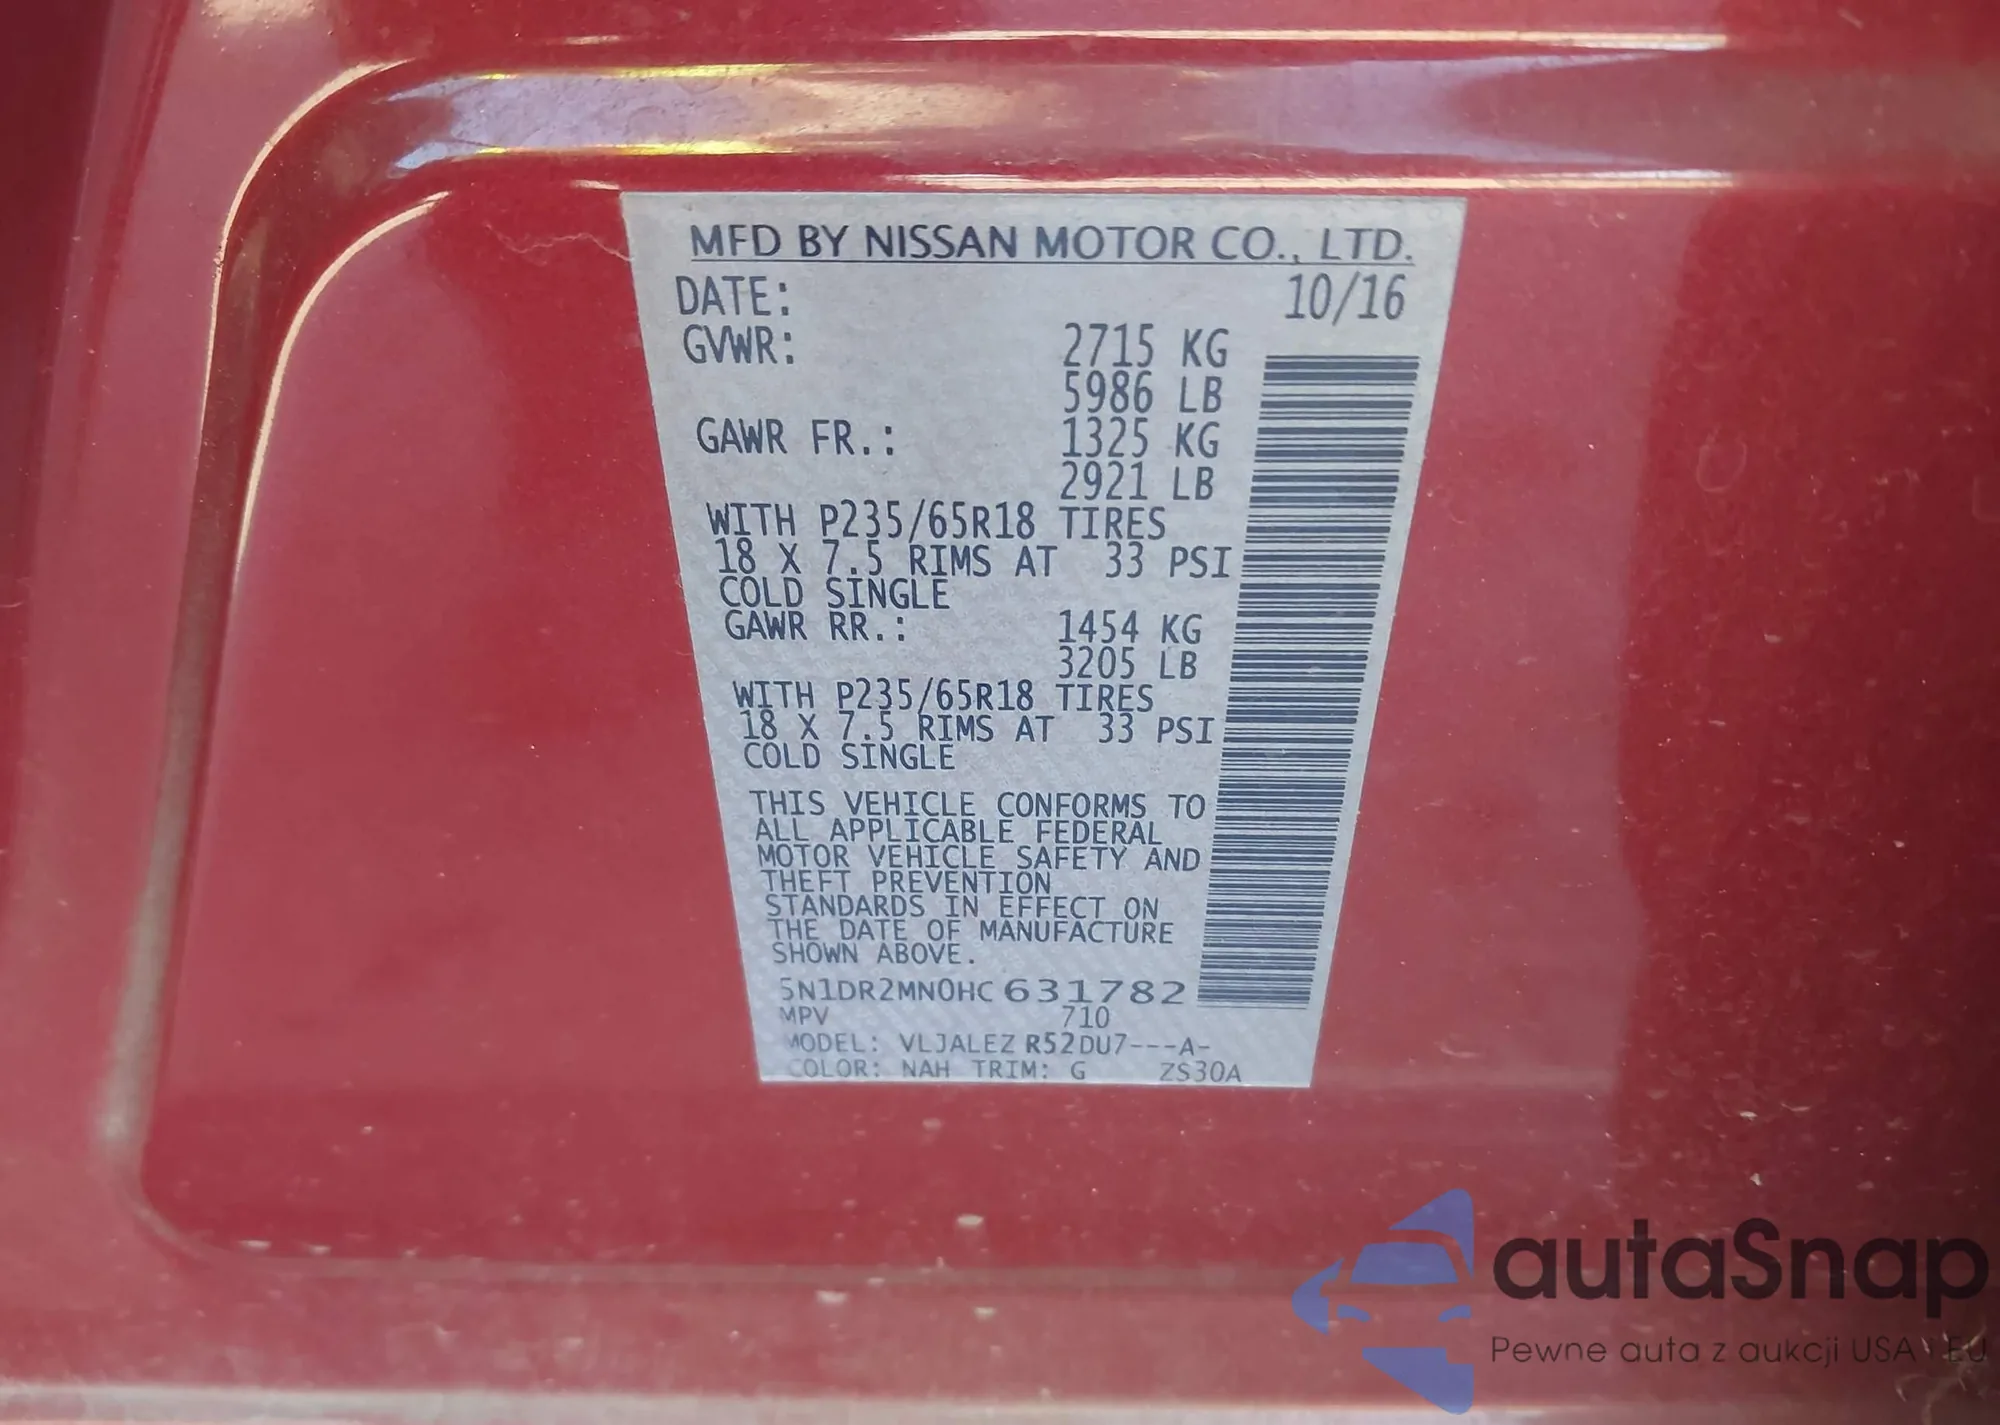 MFD BY NISSAN MOTOR CO., LTD.
DATE: 10/16
GVWR: 2715 KG
5986 LB
GAWR FR.: 1325 KG
2921 LB
WITH P235/65R18 TIRES
18 X 7.5 RIMS AT 33 PSI
COLD SINGLE
GAWR RR.: 1454 KG
3205 LB
WITH P235/65R18 TIRES
18 X 7.5 RIMS AT 33 PSI
COLD SINGLE
THIS VEHICLE CONFORMS TO
ALL APPLICABLE FEDERAL
MOTOR VEHICLE SAFETY AND
THEFT PREVENTION
STANDARDS IN EFFECT ON
THE DATE OF MANUFACTURE
SHOWN ABOVE.
5N1DR2MN0HC631782
MPV 710
MODEL: VLJALEZ R52DU7---A-
COLOR: NAH TRIM: G ZS30A
autaSnap
Pewne auta z aukcji USA i EU